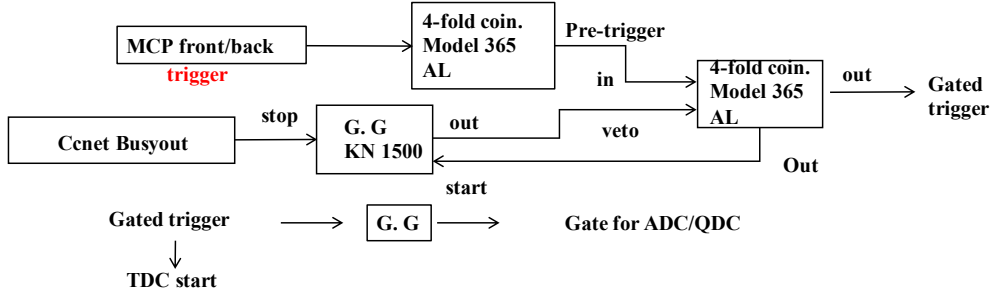 MCP front/back
trigger
4-fold coin.
Model 365
AL
Pre-trigger
in
4-fold coin.
Model 365
AL
out
Gated
trigger
Ccnet Busyout
stop
G. G
KN 1500
out
veto
start
Out
Gated trigger
G. G
Gate for ADC/QDC
TDC start